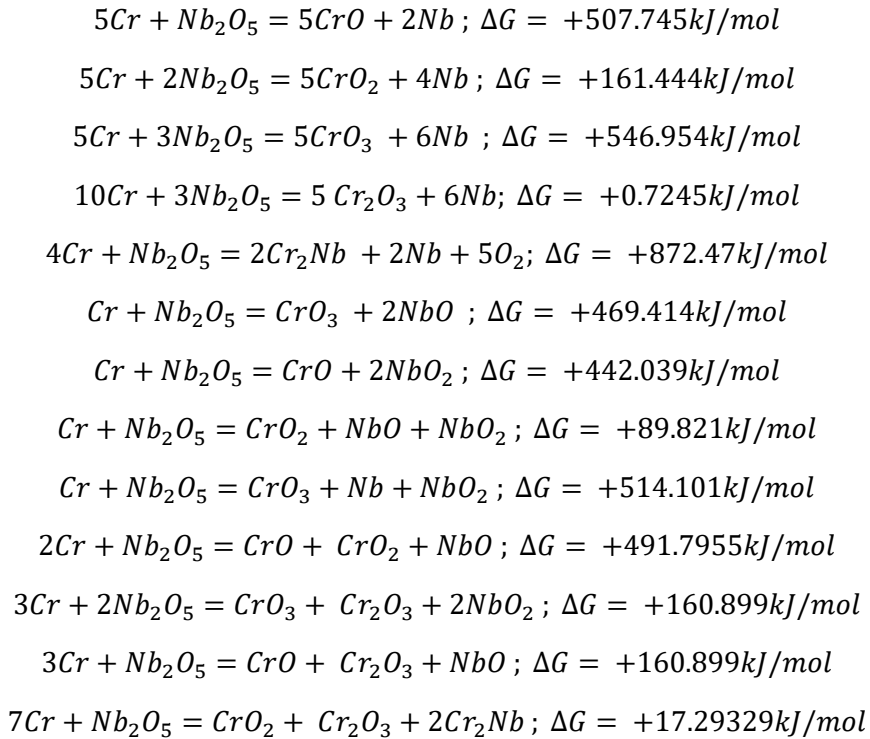 5Cr + Nb₂O₅ = 5CrO + 2Nb ; ΔG = +507.745kJ/mol
5Cr + 2Nb₂O₅ = 5CrO₂ + 4Nb ; ΔG = +161.444kJ/mol
5Cr + 3Nb₂O₅ = 5CrO₃ + 6Nb ; ΔG = +546.954kJ/mol
10Cr + 3Nb₂O₅ = 5 Cr₂O₃ + 6Nb; ΔG = +0.7245kJ/mol
4Cr + Nb₂O₅ = 2Cr₂Nb + 2Nb + 5O₂; ΔG = +872.47kJ/mol
Cr + Nb₂O₅ = CrO₃ + 2NbO ; ΔG = +469.414kJ/mol
Cr + Nb₂O₅ = CrO + 2NbO₂ ; ΔG = +442.039kJ/mol
Cr + Nb₂O₅ = CrO₂ + NbO + NbO₂ ; ΔG = +89.821kJ/mol
Cr + Nb₂O₅ = CrO₃ + Nb + NbO₂ ; ΔG = +514.101kJ/mol
2Cr + Nb₂O₅ = CrO + CrO₂ + NbO ; ΔG = +491.7955kJ/mol
3Cr + 2Nb₂O₅ = CrO₃ + Cr₂O₃ + 2NbO₂ ; ΔG = +160.899kJ/mol
3Cr + Nb₂O₅ = CrO + Cr₂O₃ + NbO ; ΔG = +160.899kJ/mol
7Cr + Nb₂O₅ = CrO₂ + Cr₂O₃ + 2Cr₂Nb ; ΔG = +17.29329kJ/mol